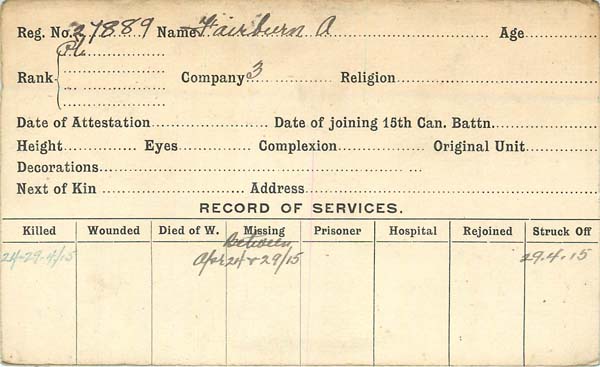 Reg. No. 27889 Name Fairburn A Age
Rank Pte Company 3 Religion
Date of Attestation Date of joining 15th Can. Battn.
Height Eyes Complexion Original Unit
Decorations
Next of Kin Address
RECORD OF SERVICES.
Killed Wounded Died of W. Missing Prisoner Hospital Rejoined Struck Off
24-29-4/15 Between Apr 24 & 29/15 29.4.15